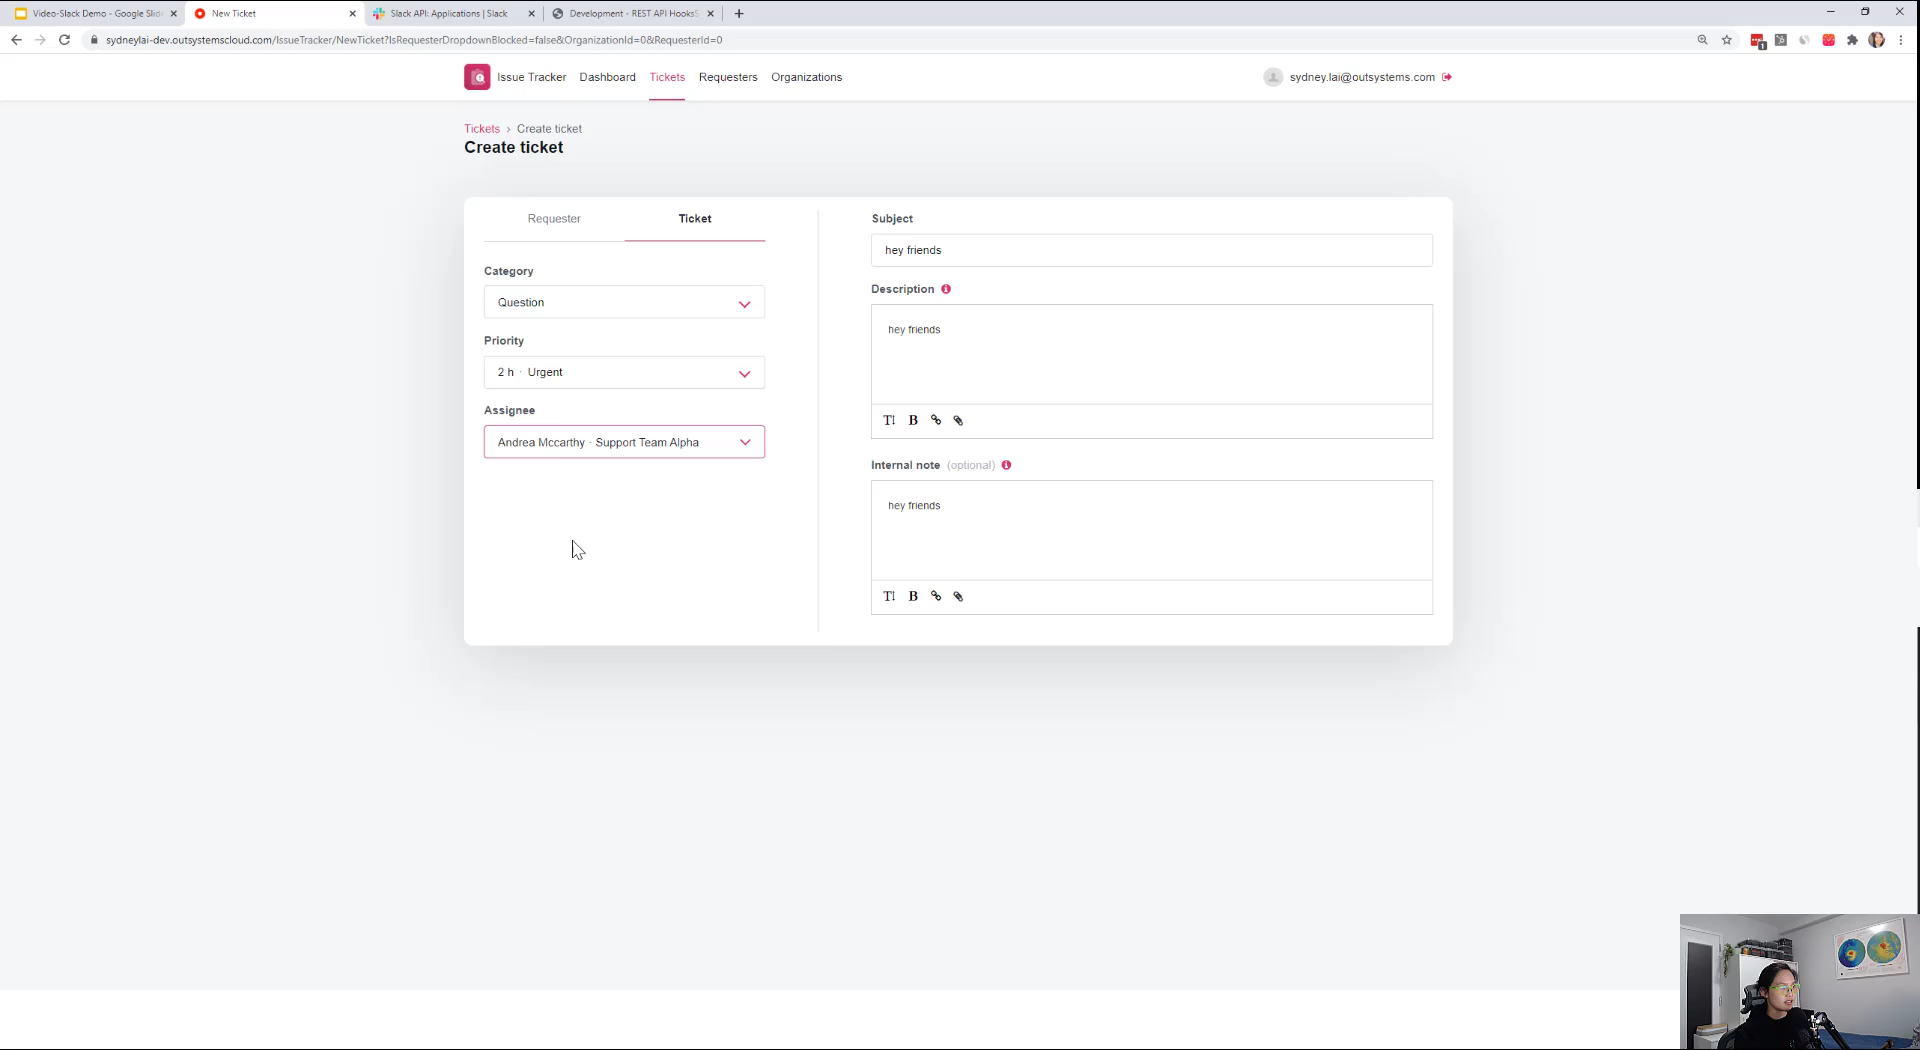 Video-Slack Demo - Google Slid
New Ticket
Slack API: Applications | Slack
Development - REST API HooksS
sydneylai-dev.outsystemscloud.com/IssueTracker/NewTicket?IsRequesterDropdownBlocked=false&OrganizationId=0&RequesterId=0
1
Issue Tracker Dashboard Tickets Requesters Organizations
sydney.lai@outsystems.com
Tickets › Create ticket
Create ticket
Requester Ticket
Category
Question
Priority
2 h · Urgent
Assignee
Andrea Mccarthy · Support Team Alpha
Subject
hey friends
Description
hey friends
Internal note (optional)
hey friends